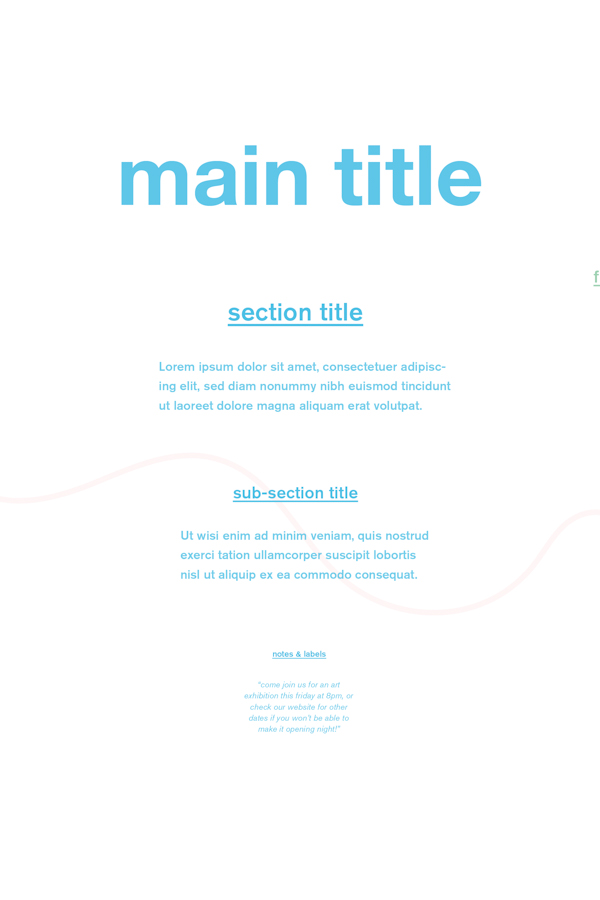 main title
f
section title
Lorem ipsum dolor sit amet, consectetuer adipisc-
ing elit, sed diam nonummy nibh euismod tincidunt
ut laoreet dolore magna aliquam erat volutpat.
sub-section title
Ut wisi enim ad minim veniam, quis nostrud
exerci tation ullamcorper suscipit lobortis
nisl ut aliquip ex ea commodo consequat.
notes & labels
"come join us for an art
exhibition this friday at 8pm, or
check our website for other
dates if you won't be able to
make it opening night!"